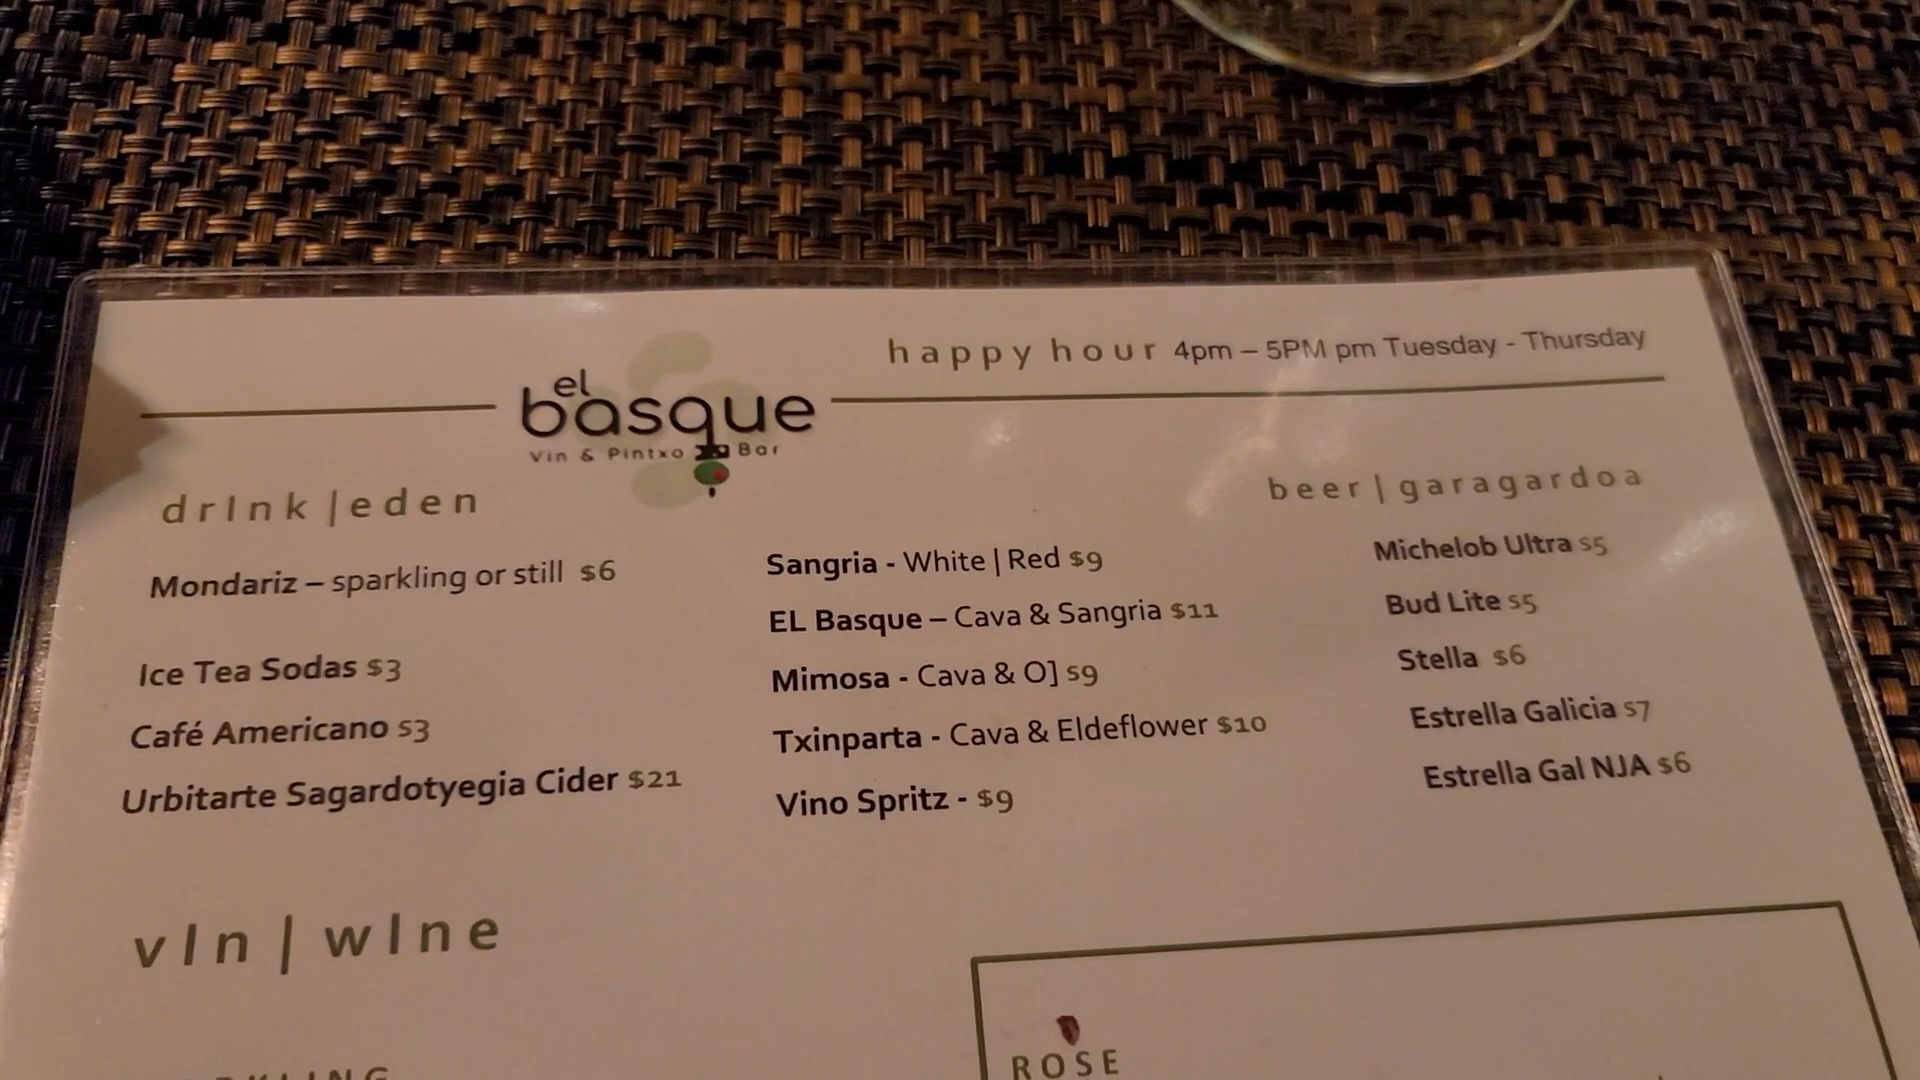 happy hour 4pm – 5PM pm Tuesday - Thursday
el
basque
Vin & Pintxo Bar
drInk | eden
Mondariz – sparkling or still $6
Ice Tea Sodas $3
Café Americano $3
Urbitarte Sagardotyegia Cider $21
Sangria - White | Red $9
EL Basque – Cava & Sangria $11
Mimosa - Cava & OJ $9
Txinparta - Cava & Eldeflower $10
Vino Spritz - $9
beer | garagardoa
Michelob Ultra $5
Bud Lite $5
Stella $6
Estrella Galicia $7
Estrella Gal NJA $6
vIn | wIne
ROSE